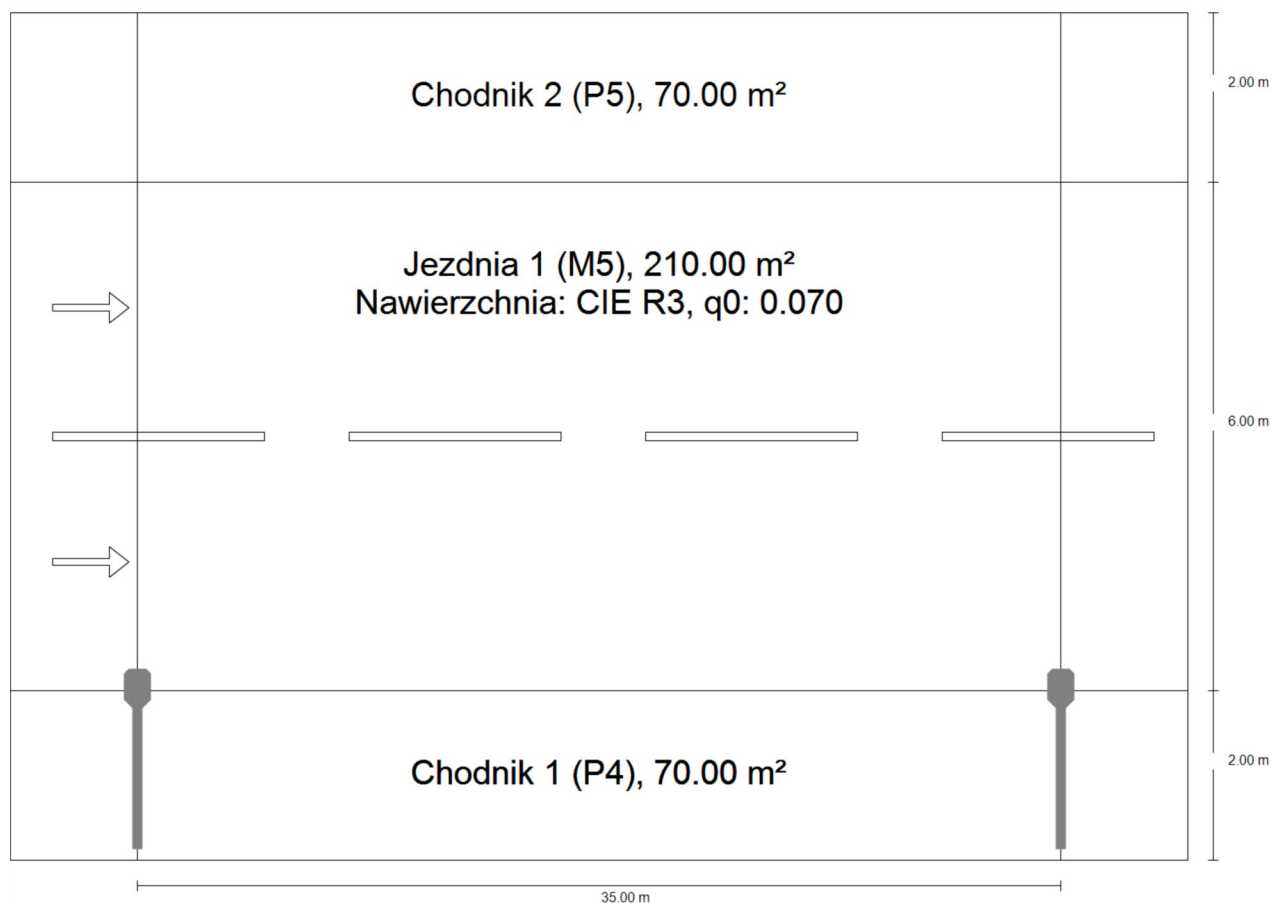 Chodnik 2 (P5), 70.00 m²
2.00 m
Jezdnia 1 (M5), 210.00 m²
Nawierzchnia: CIE R3, q0: 0.070
6.00 m
Chodnik 1 (P4), 70.00 m²
2.00 m
35.00 m